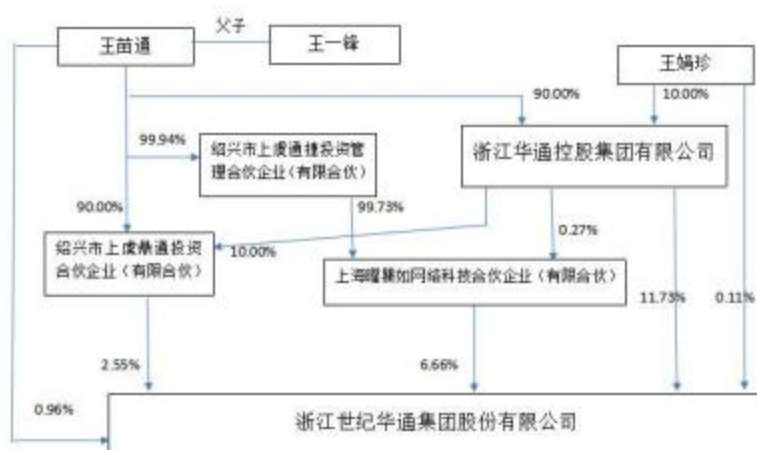 父子
王苗通
王一锋
王娟珍
90.00%
10.00%
99.94%
绍兴市上虞通捷投资管
理合伙企业（有限合伙）
浙江华通控股集团有限公司
90.00%
99.73%
0.27%
绍兴市上虞鼎通投资
合伙企业（有限合伙）
10.00%
上海曜瞿如网络科技合伙企业（有限合伙）
11.73%
0.11%
2.55%
6.66%
0.96%
浙江世纪华通集团股份有限公司